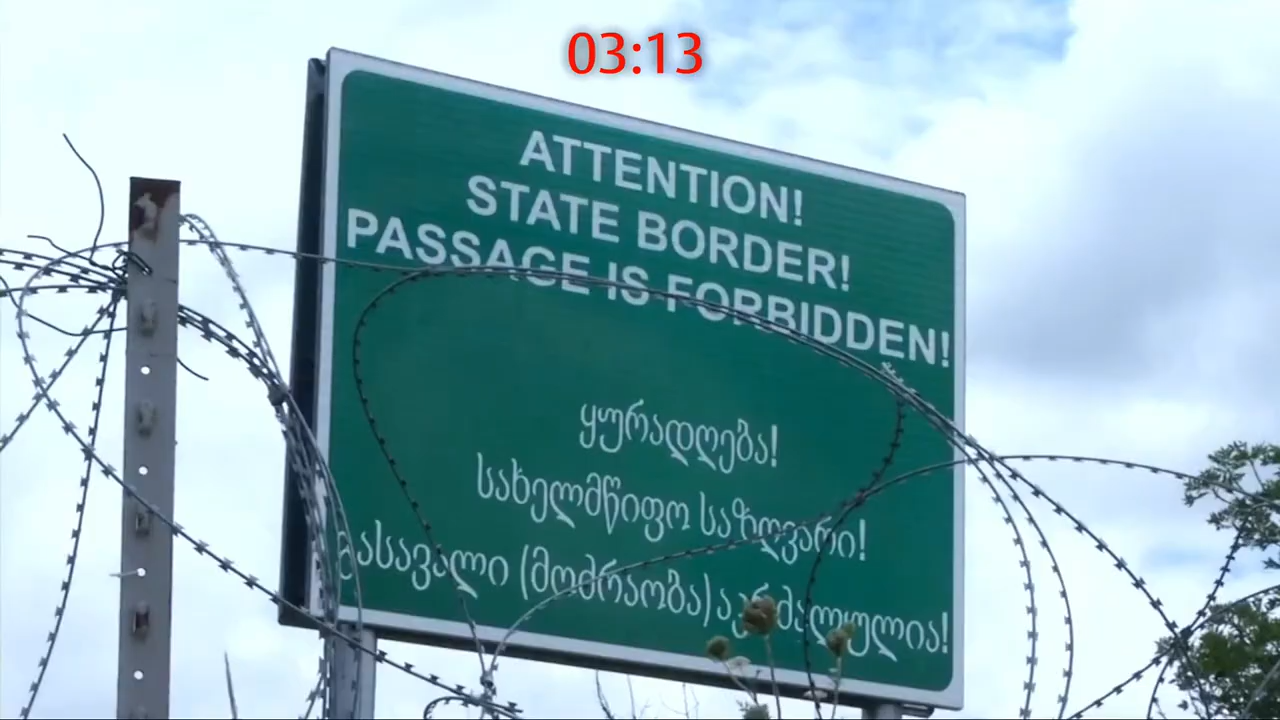 03:13
ATTENTION!
STATE BORDER!
PASSAGE IS FORBIDDEN!
ყურადღება!
სახელმწიფო საზღვარი!
გასავალი (მოძრაობა) აკრძალულია!